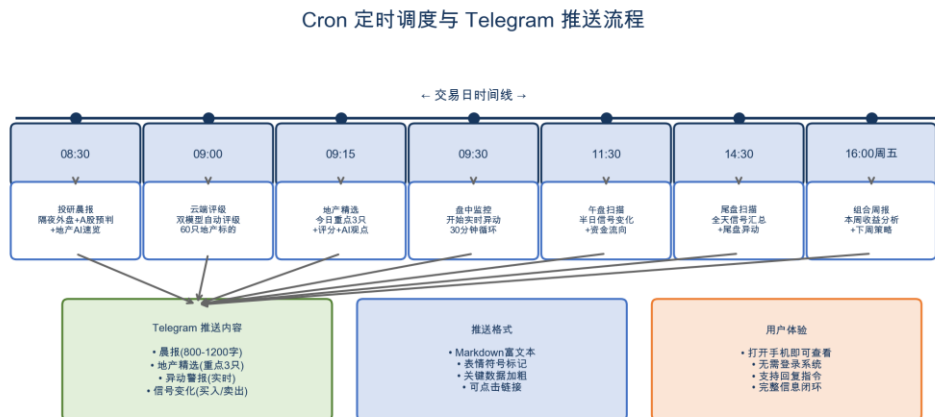 Cron 定时调度与 Telegram 推送流程
← 交易日时间线 →
08:30
09:00
09:15
09:30
11:30
14:30
16:00周五
投研晨报
隔夜外盘+A股预判
+地产AI速览
云端评级
双模型自动评级
60只地产标的
地产精选
今日重点3只
+评分+AI观点
盘中监控
开始实时异动
30分钟循环
午盘扫描
半日信号变化
+资金流向
尾盘扫描
全天信号汇总
+尾盘异动
组合周报
本周收益分析
+下周策略
Telegram 推送内容
• 晨报(800-1200字)
• 地产精选(重点3只)
• 异动警报(实时)
• 信号变化(买入/卖出)
推送格式
• Markdown富文本
• 表情符号标记
• 关键数据加粗
• 可点击链接
用户体验
• 打开手机即可查看
• 无需登录系统
• 支持回复指令
• 完整信息闭环